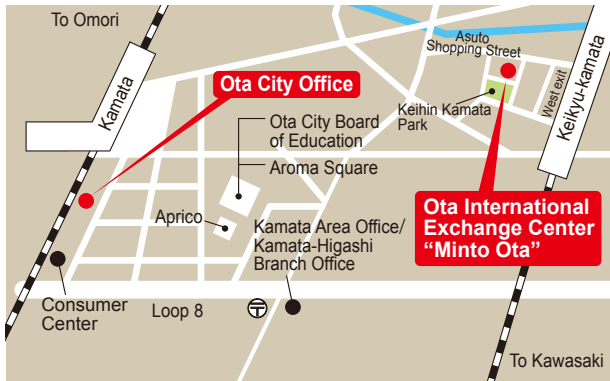 To Omori
Kamata
Ota City Office
Asuto
Shopping Street
West exit
Keikyu-kamata
Keihin Kamata
Park
Ota City Board
of Education
Aroma Square
Aprico
Kamata Area Office/
Kamata-Higashi
Branch Office
Ota International
Exchange Center
“Minto Ota”
Consumer
Center
Loop 8
〒
To Kawasaki